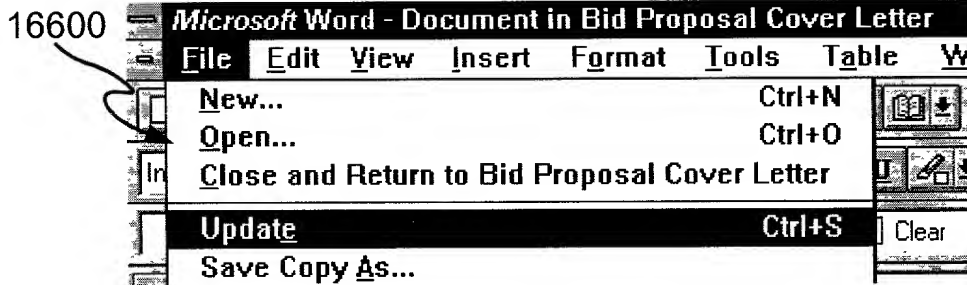 16600
Microsoft Word - Document in Bid Proposal Cover Letter
File Edit View Insert Format Tools Table W
New... Ctrl+N
Open... Ctrl+O
In Close and Return to Bid Proposal Cover Letter U
Update Ctrl+S Clear
Save Copy As...